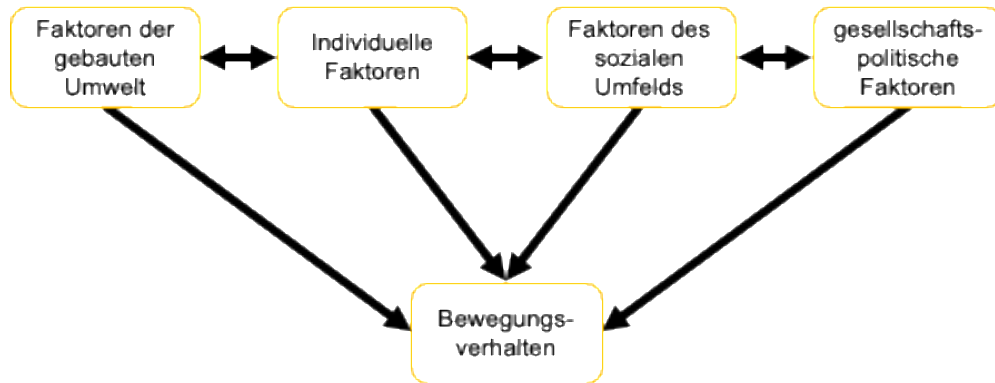 Faktoren der
gebauten
Umwelt
Individuelle
Faktoren
Faktoren des
sozialen
Umfelds
gesellschafts-
politische
Faktoren
Bewegungs-
verhalten